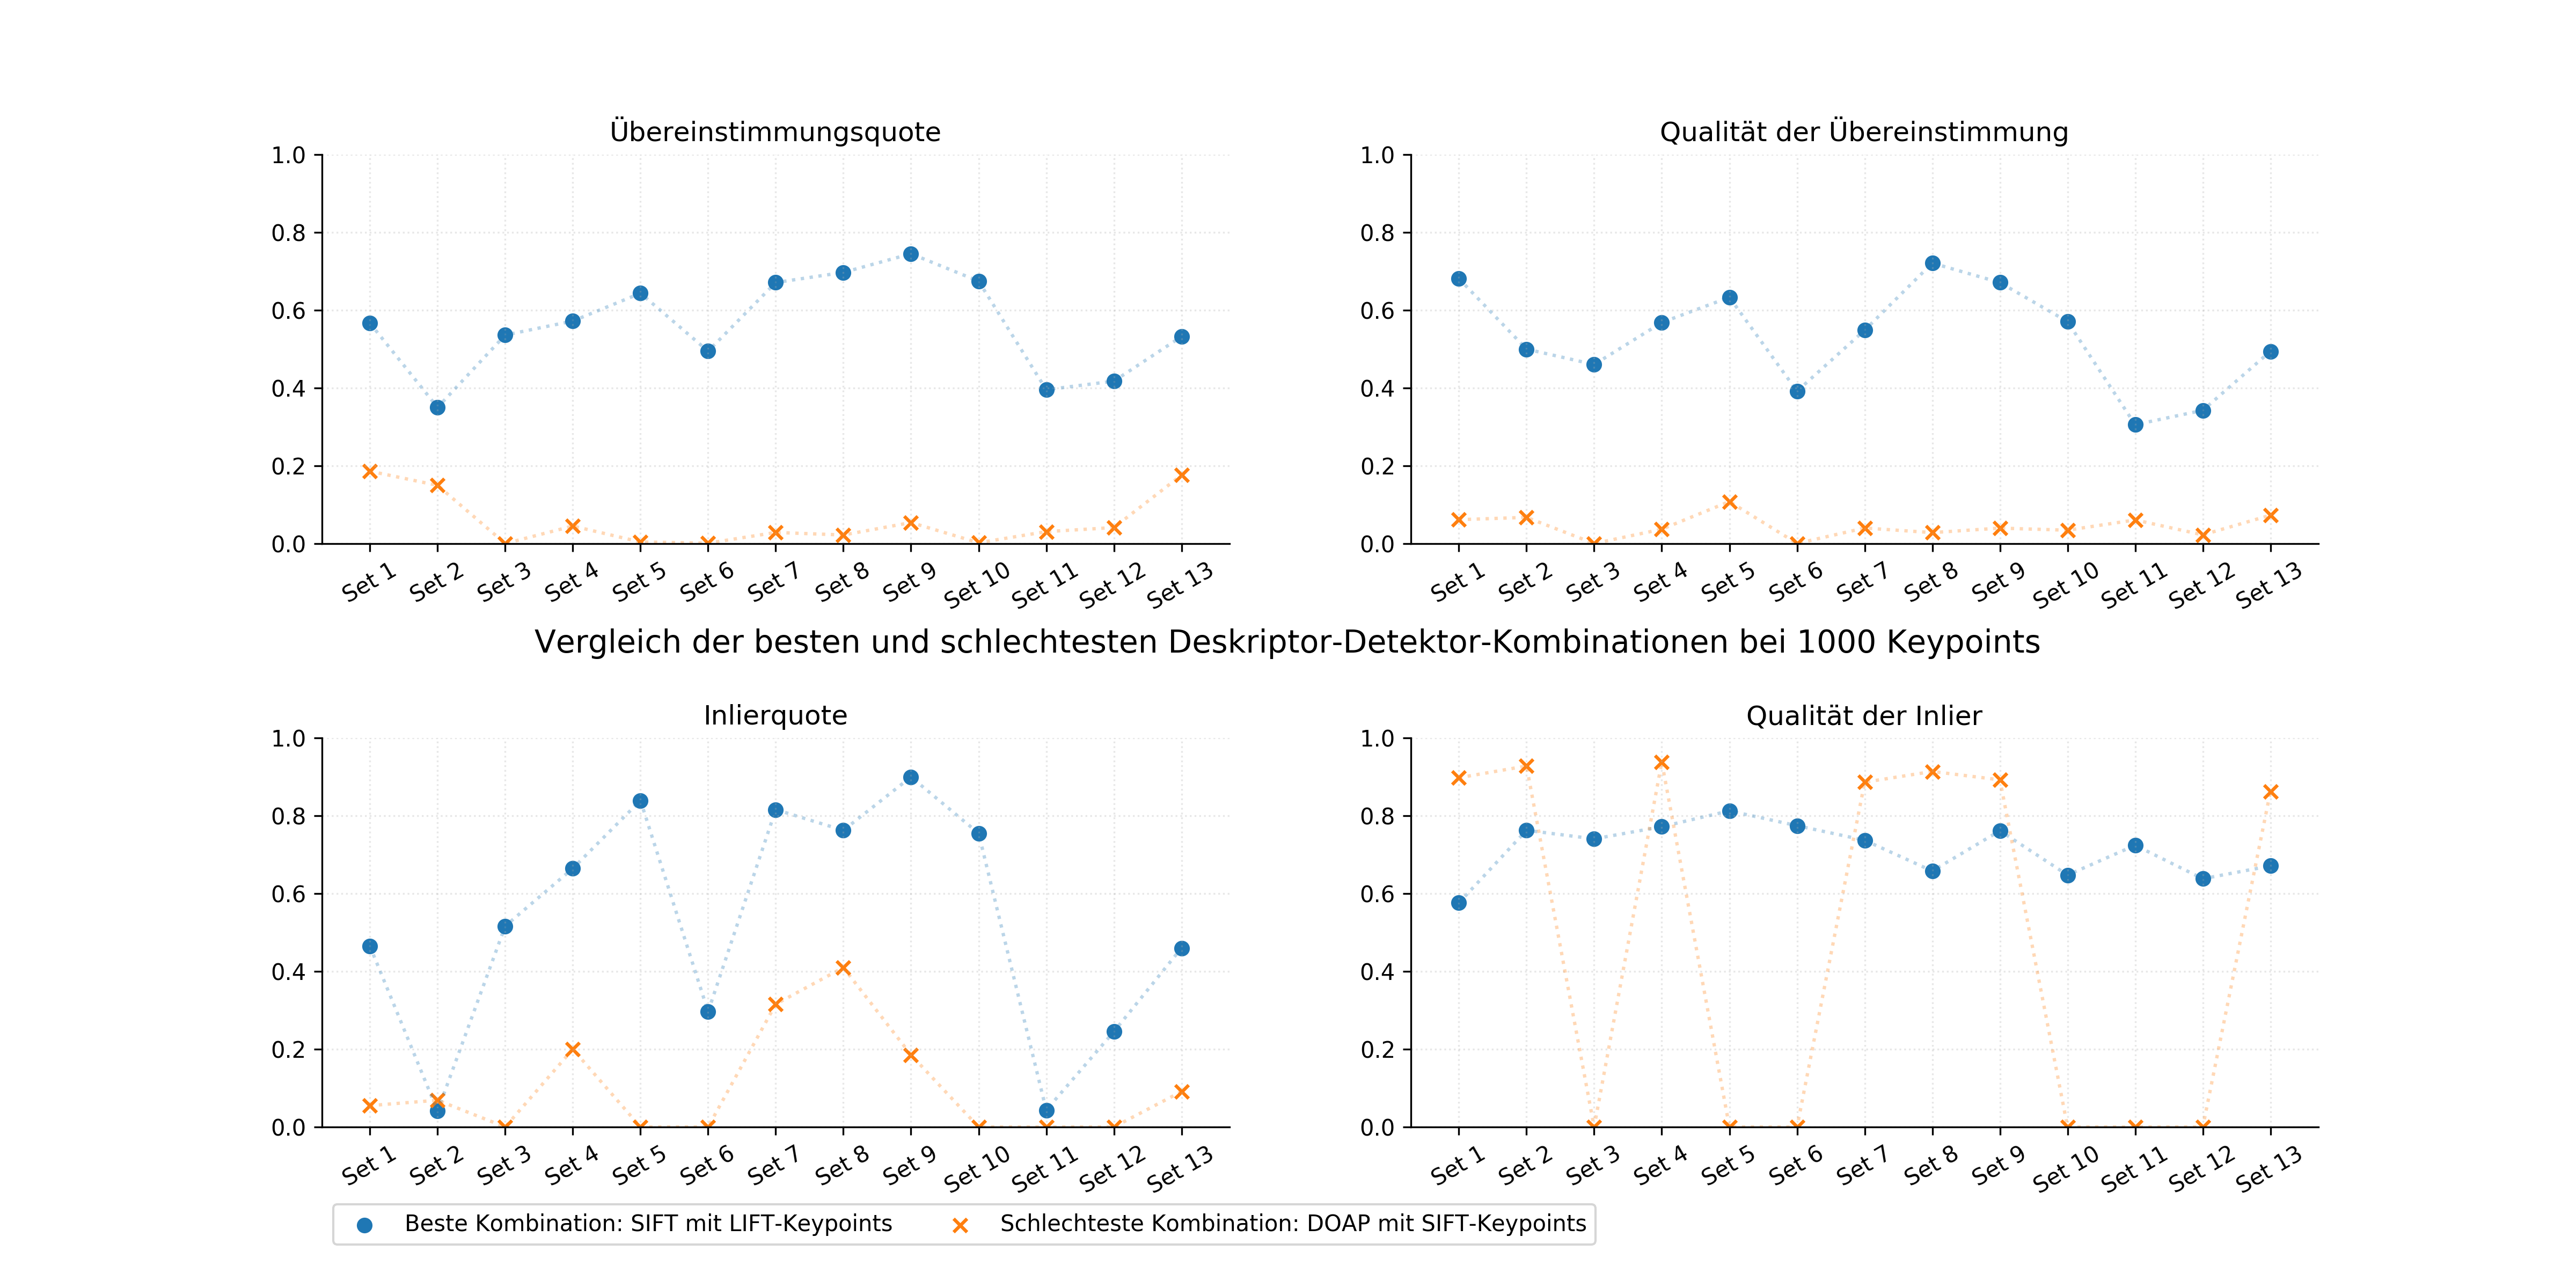 Übereinstimmungsquote
1.0
0.8
0.6
0.4
0.2
0.0
Set 1 Set 2 Set 3 Set 4 Set 5 Set 6 Set 7 Set 8 Set 9 Set 10 Set 11 Set 12 Set 13
Qualität der Übereinstimmung
1.0
0.8
0.6
0.4
0.2
0.0
Set 1 Set 2 Set 3 Set 4 Set 5 Set 6 Set 7 Set 8 Set 9 Set 10 Set 11 Set 12 Set 13
Vergleich der besten und schlechtesten Deskriptor-Detektor-Kombinationen bei 1000 Keypoints
Inlierquote
1.0
0.8
0.6
0.4
0.2
0.0
Set 1 Set 2 Set 3 Set 4 Set 5 Set 6 Set 7 Set 8 Set 9 Set 10 Set 11 Set 12 Set 13
Qualität der Inlier
1.0
0.8
0.6
0.4
0.2
0.0
Set 1 Set 2 Set 3 Set 4 Set 5 Set 6 Set 7 Set 8 Set 9 Set 10 Set 11 Set 12 Set 13
Beste Kombination: SIFT mit LIFT-Keypoints Schlechteste Kombination: DOAP mit SIFT-Keypoints